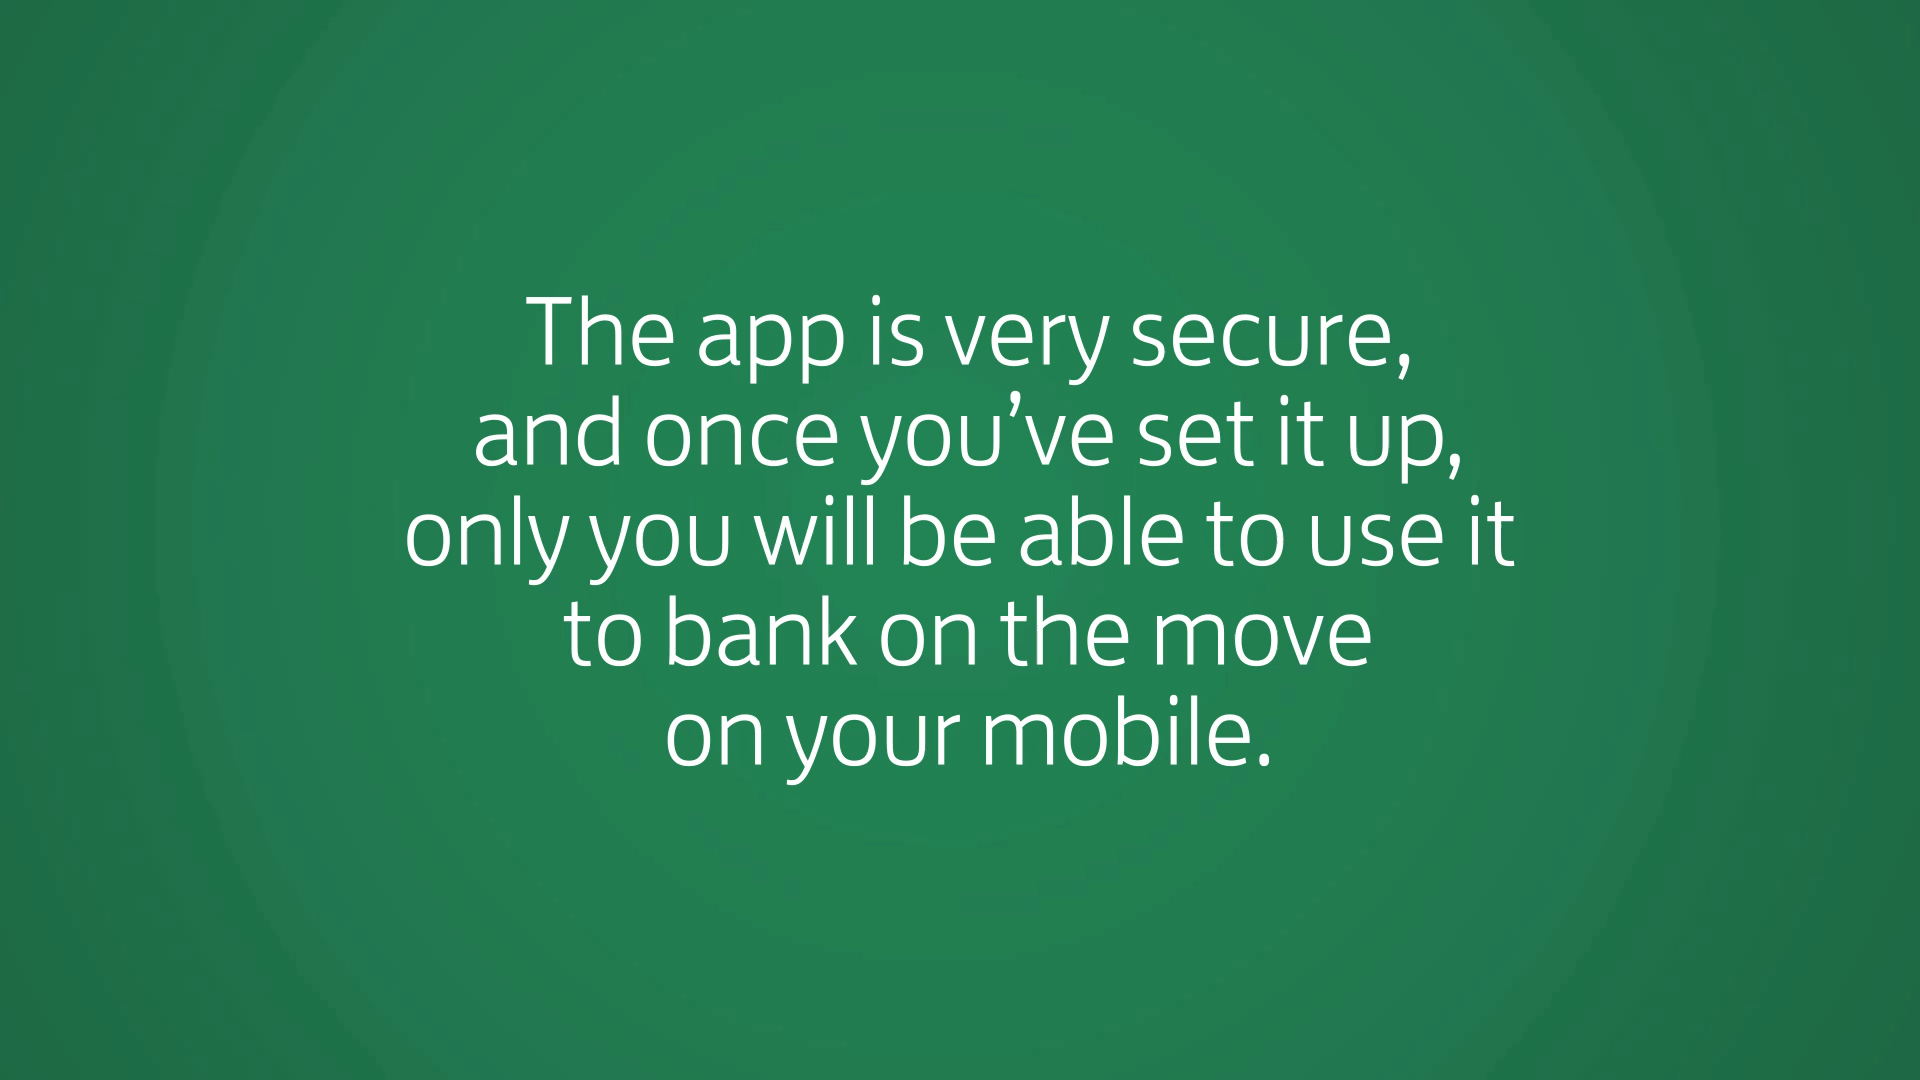 The app is very secure,
and once you’ve set it up,
only you will be able to use it
to bank on the move
on your mobile.